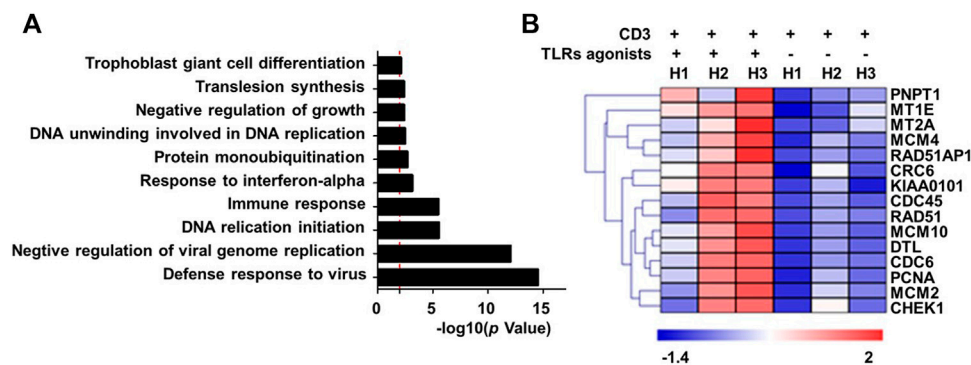 A
Trophoblast giant cell differentiation
Translesion synthesis
Negative regulation of growth
DNA unwinding involved in DNA replication
Protein monoubiquitination
Response to interferon-alpha
Immune response
DNA relication initiation
Negtive regulation of viral genome replication
Defense response to virus
0 5 10 15
-log10(p Value)
B
CD3 + + + + + +
TLRs agonists + + + - - -
H1 H2 H3 H1 H2 H3
PNPT1
MT1E
MT2A
MCM4
RAD51AP1
CRC6
KIAA0101
CDC45
RAD51
MCM10
DTL
CDC6
PCNA
MCM2
CHEK1
-1.4 2